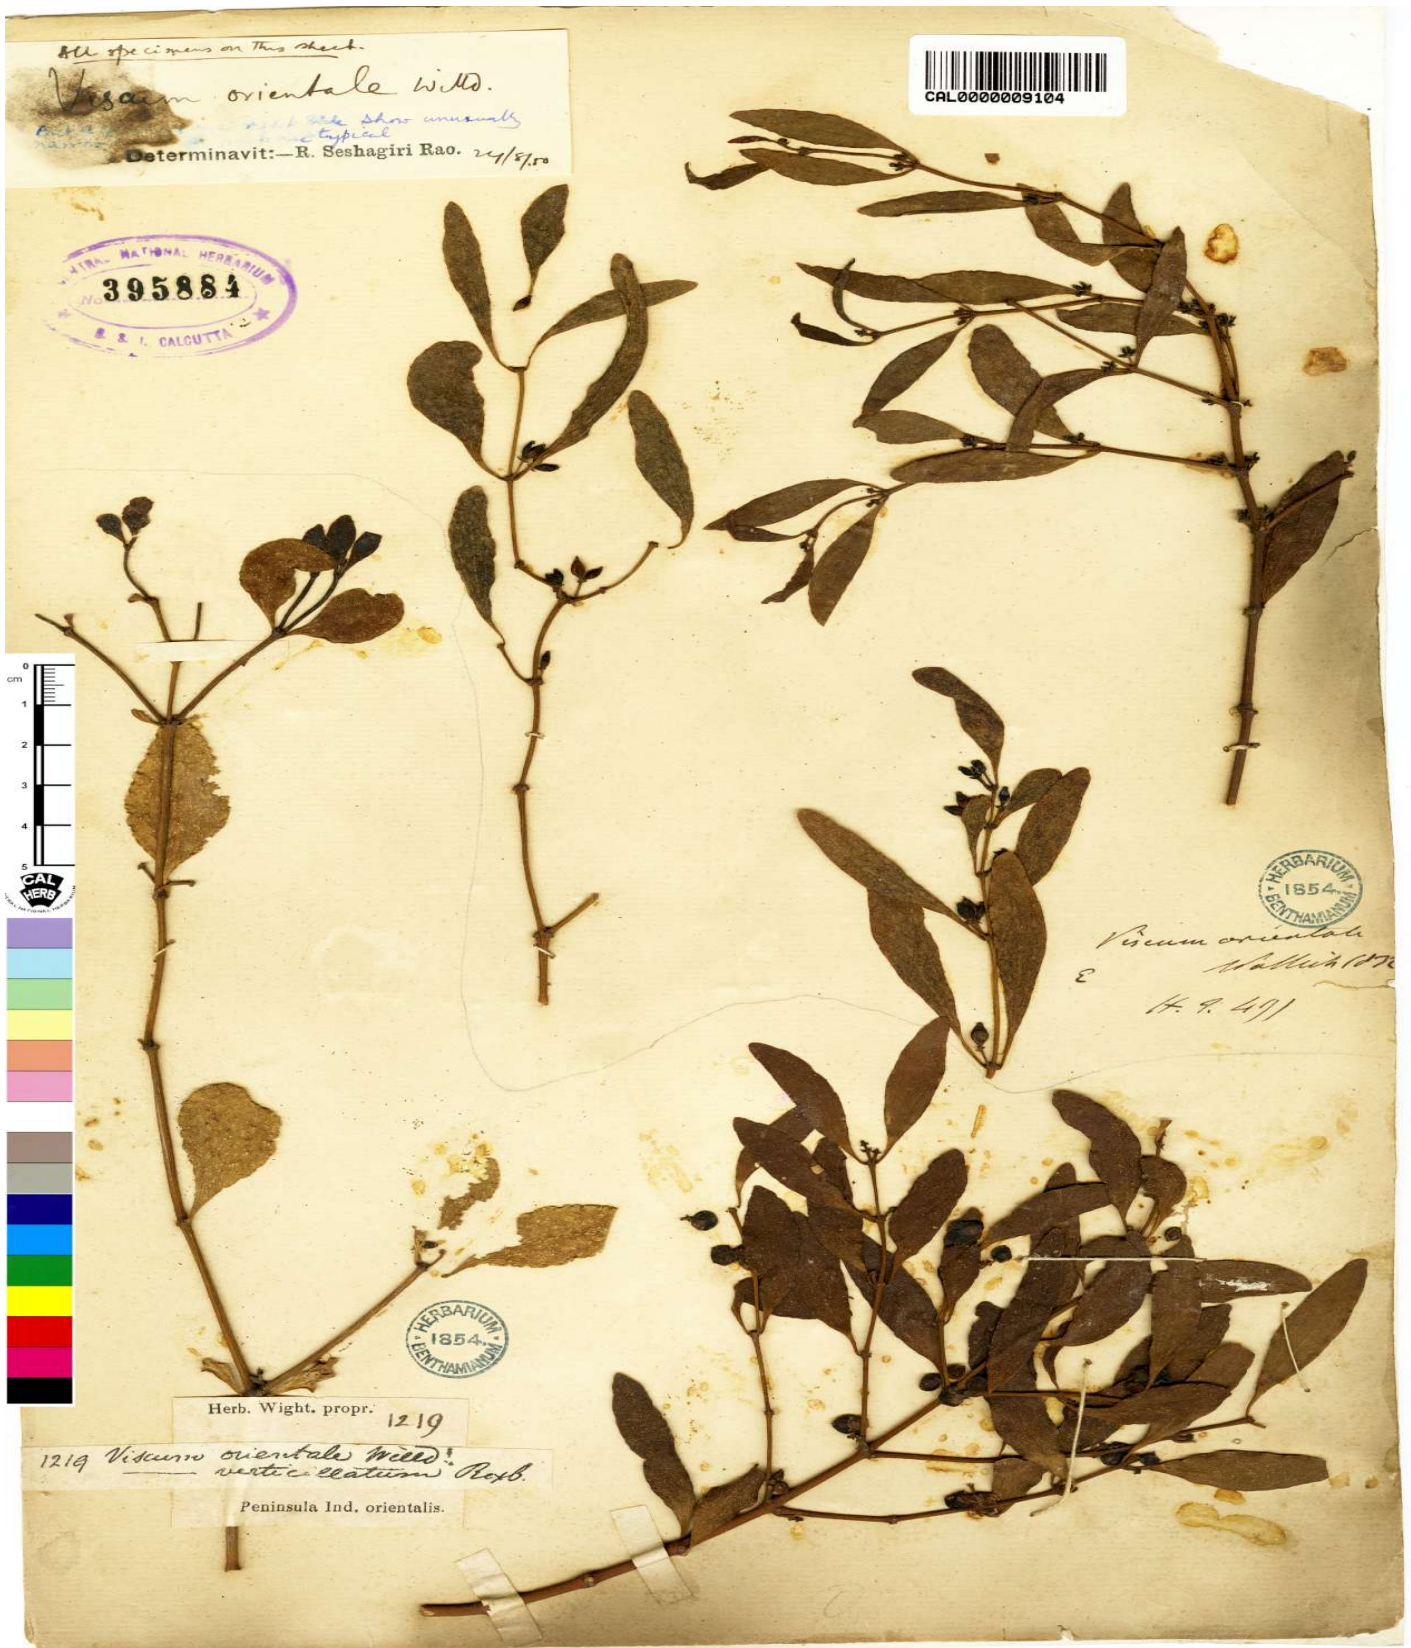 All specimens on this sheet.
Viscum orientale Willd.
show unusually
typical
Determinavit:—R. Seshagiri Rao. 24/8/50
CAL0000009104
CENTRAL NATIONAL HERBARIUM
No 395884
B. S. I. CALCUTTA
0
cm
1
2
3
4
5
CAL
HERB
HERBARIUM
1854.
BENTHAMIANUM
Viscum orientale
E Wallich
H. 9. 491
HERBARIUM
1854.
BENTHAMIANUM
Herb. Wight. propr. 1219
1219 Viscum orientale Willd!
verticellatum Roxb.
Peninsula Ind. orientalis.